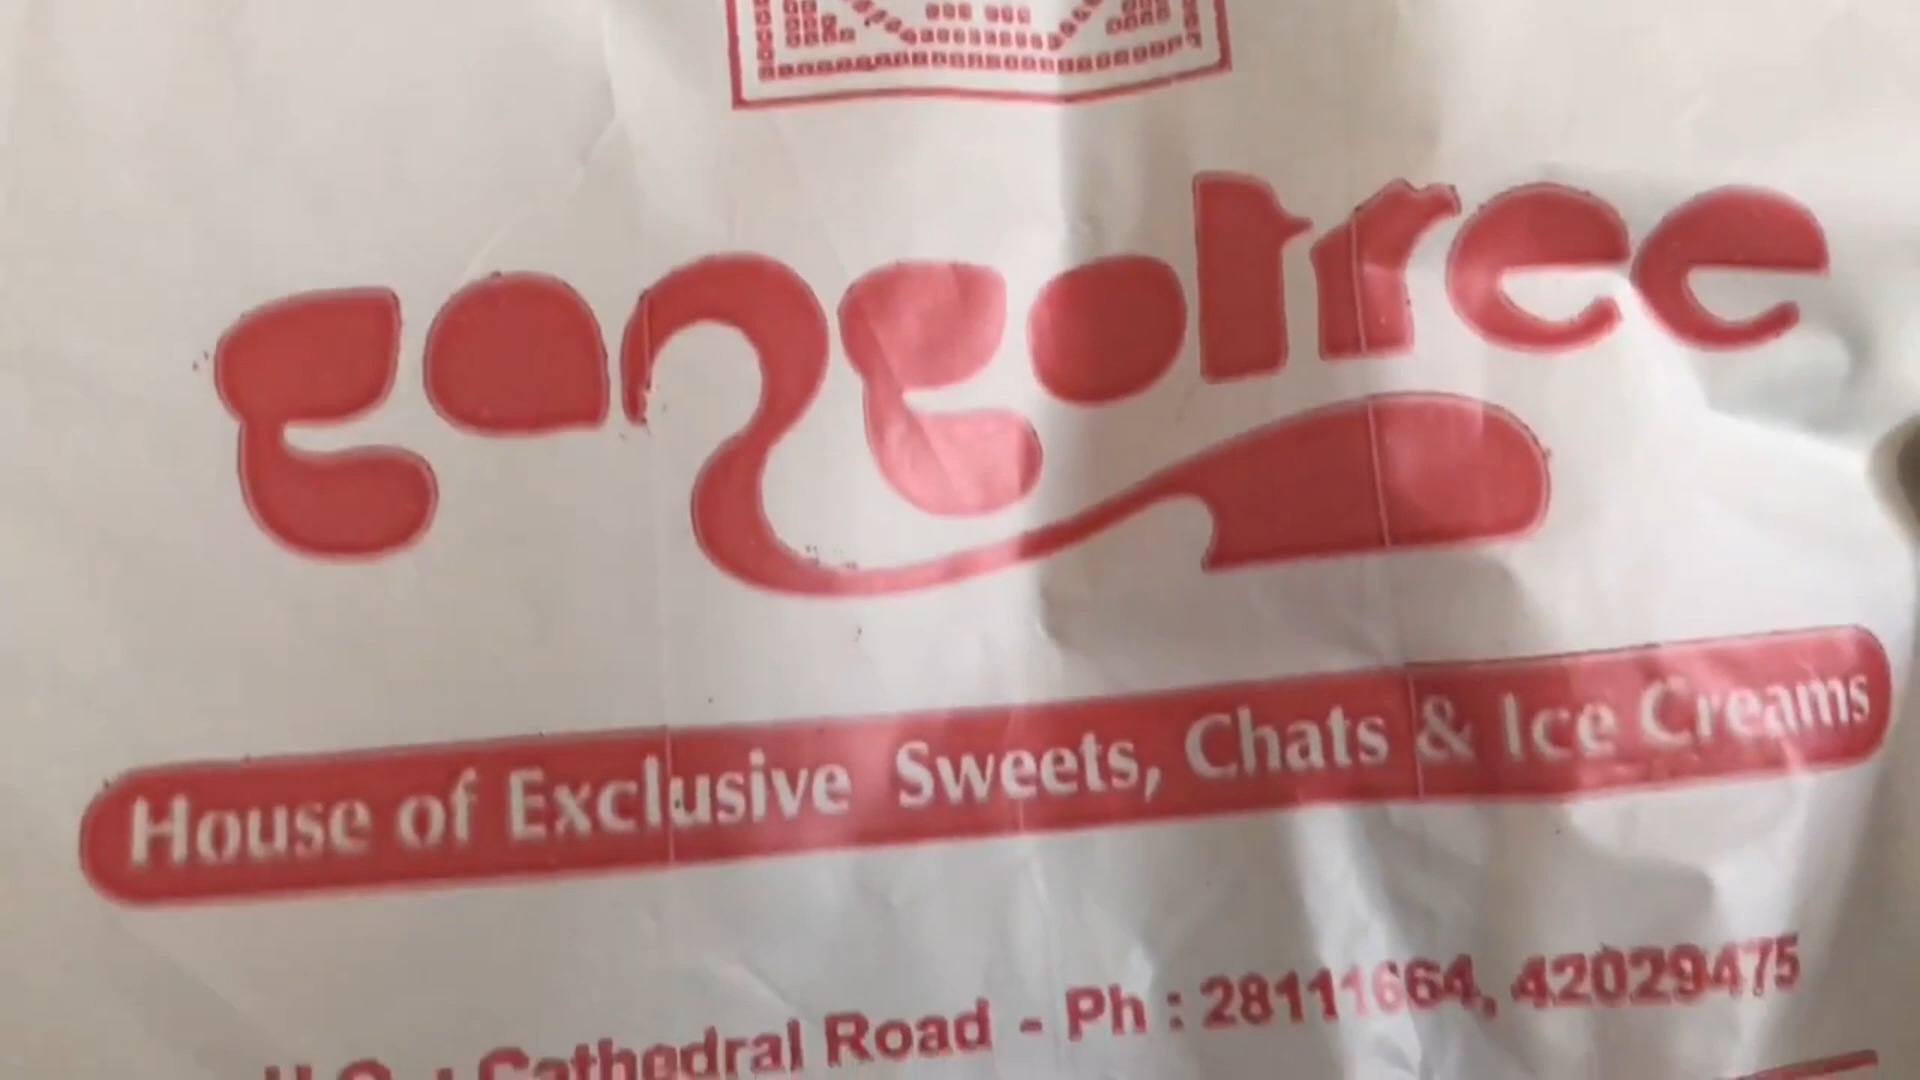 gangotree
House of Exclusive Sweets, Chats & Ice Creams
H.O. : Cathedral Road - Ph : 28111664, 42029475